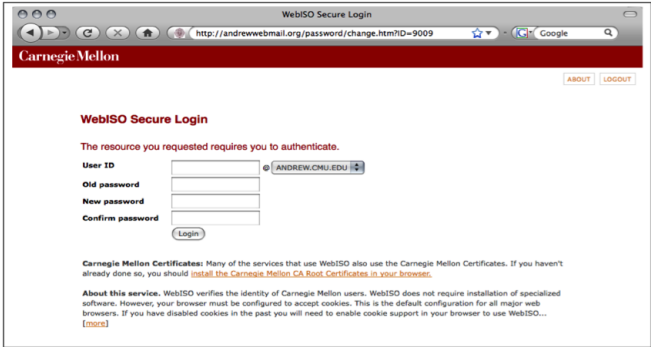 WebISO Secure Login
http://andrewwebmail.org/password/change.htm?ID=9009
Google
Carnegie Mellon
ABOUT LOGOUT
WebISO Secure Login
The resource you requested requires you to authenticate.
User ID @ ANDREW.CMU.EDU
Old password
New password
Confirm password
Login
Carnegie Mellon Certificates: Many of the services that use WebISO also use the Carnegie Mellon Certificates. If you haven't
already done so, you should install the Carnegie Mellon CA Root Certificates in your browser.
About this service. WebISO verifies the identity of Carnegie Mellon users. WebISO does not require installation of specialized
software. However, your browser must be configured to accept cookies. This is the default configuration for all major web
browsers. If you have disabled cookies in the past you will need to enable cookie support in your browser to use WebISO...
[more]